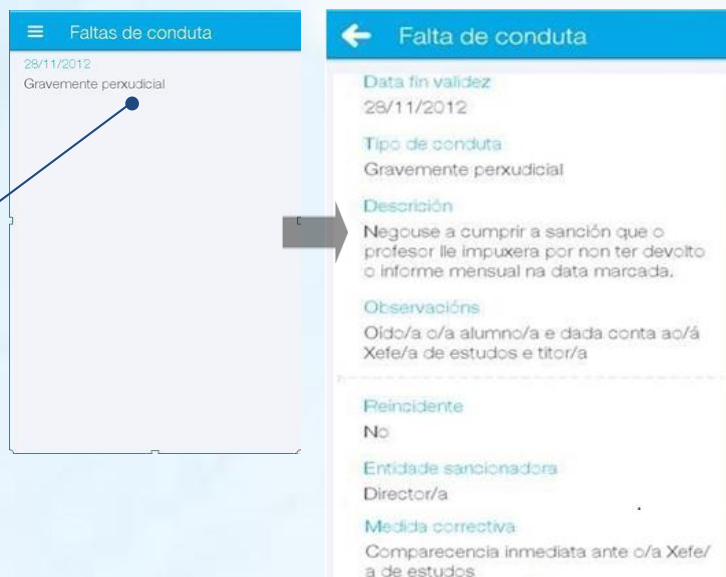 Faltas de conduta
28/11/2012
Gravemente perxudicial
Falta de conduta
Data fin validez
28/11/2012
Tipo de conduta
Gravemente perxudicial
Descrición
Negouse a cumprir a sanción que o
profesor lle impuxera por non ter devolto
o informe mensual na data marcada.
Observacións
Oído/a o/a alumno/a e dada conta ao/á
Xefe/a de estudos e titor/a
Reincidente
No
Entidade sancionadora
Director/a
Medida correctiva
Comparecencia inmediata ante o/a Xefe/
a de estudos